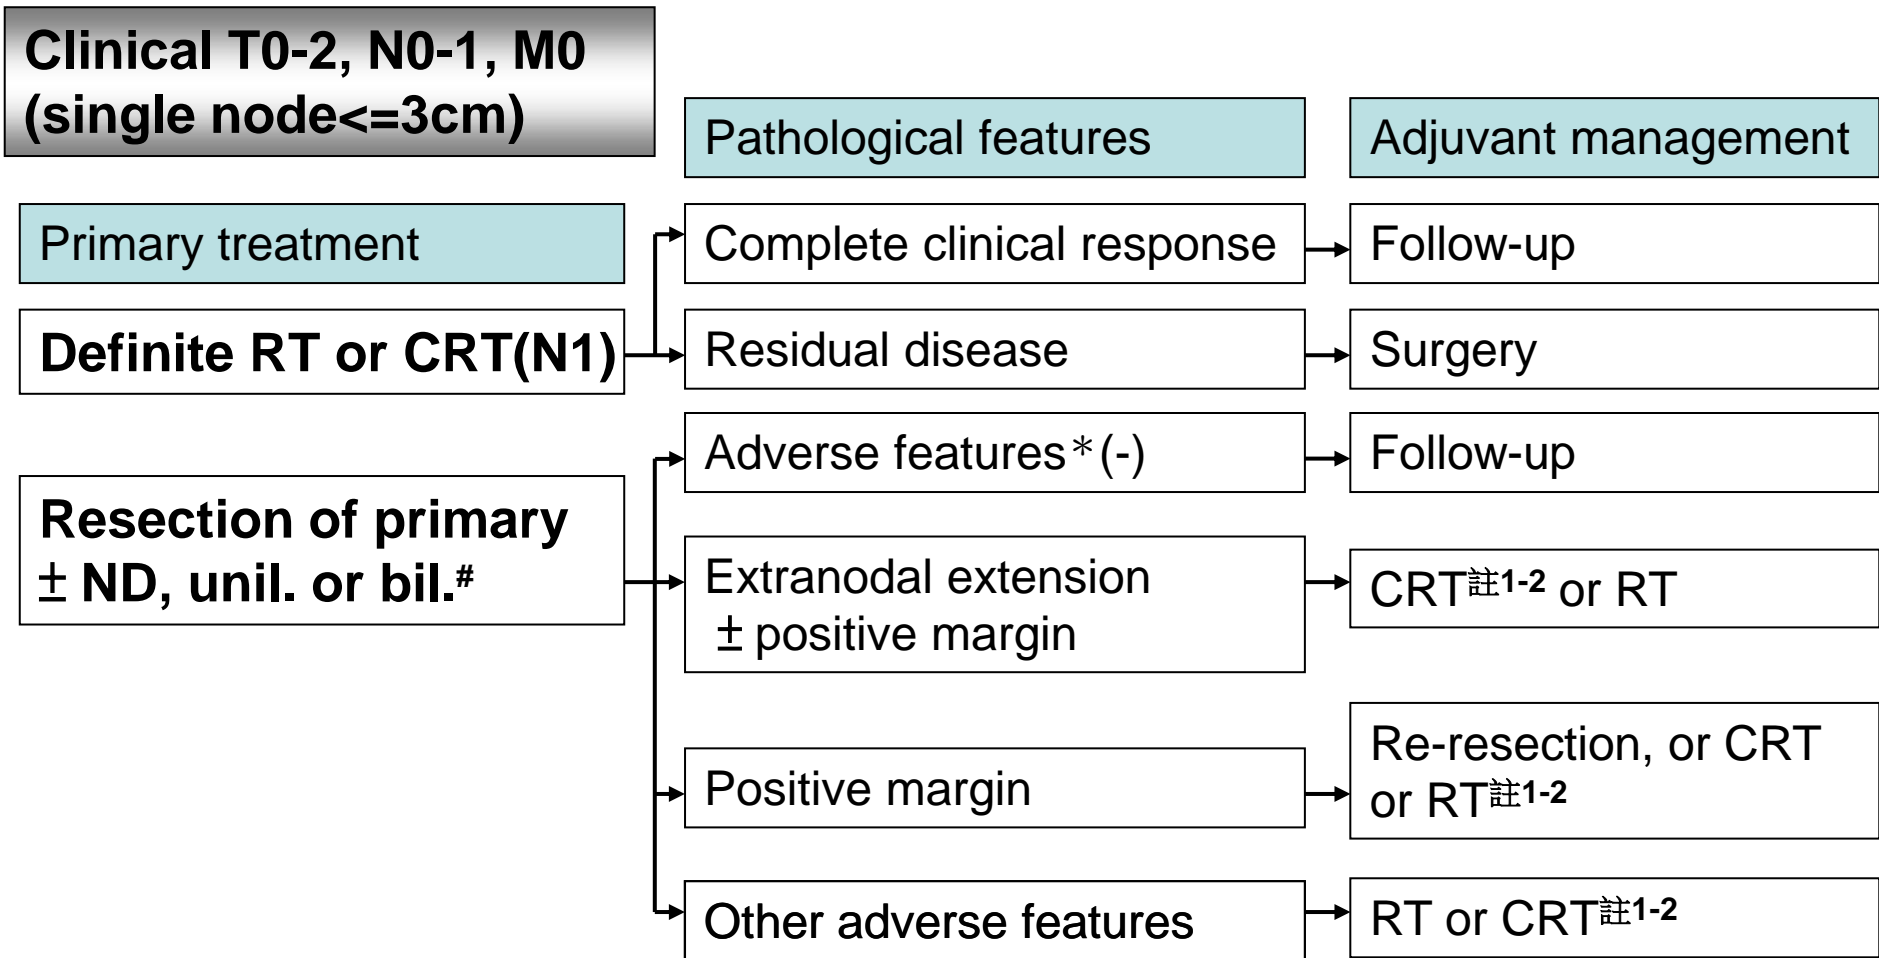 Clinical T0-2, N0-1, M0
(single node<=3cm)
Pathological features
Adjuvant management
Primary treatment
Complete clinical response
Follow-up
Definite RT or CRT(N1)
Residual disease
Surgery
Adverse features*(-)
Follow-up
Resection of primary
± ND, unil. or bil.#
Extranodal extension
± positive margin
CRT註1-2 or RT
Positive margin
Re-resection, or CRT
or RT註1-2
Other adverse features
RT or CRT註1-2